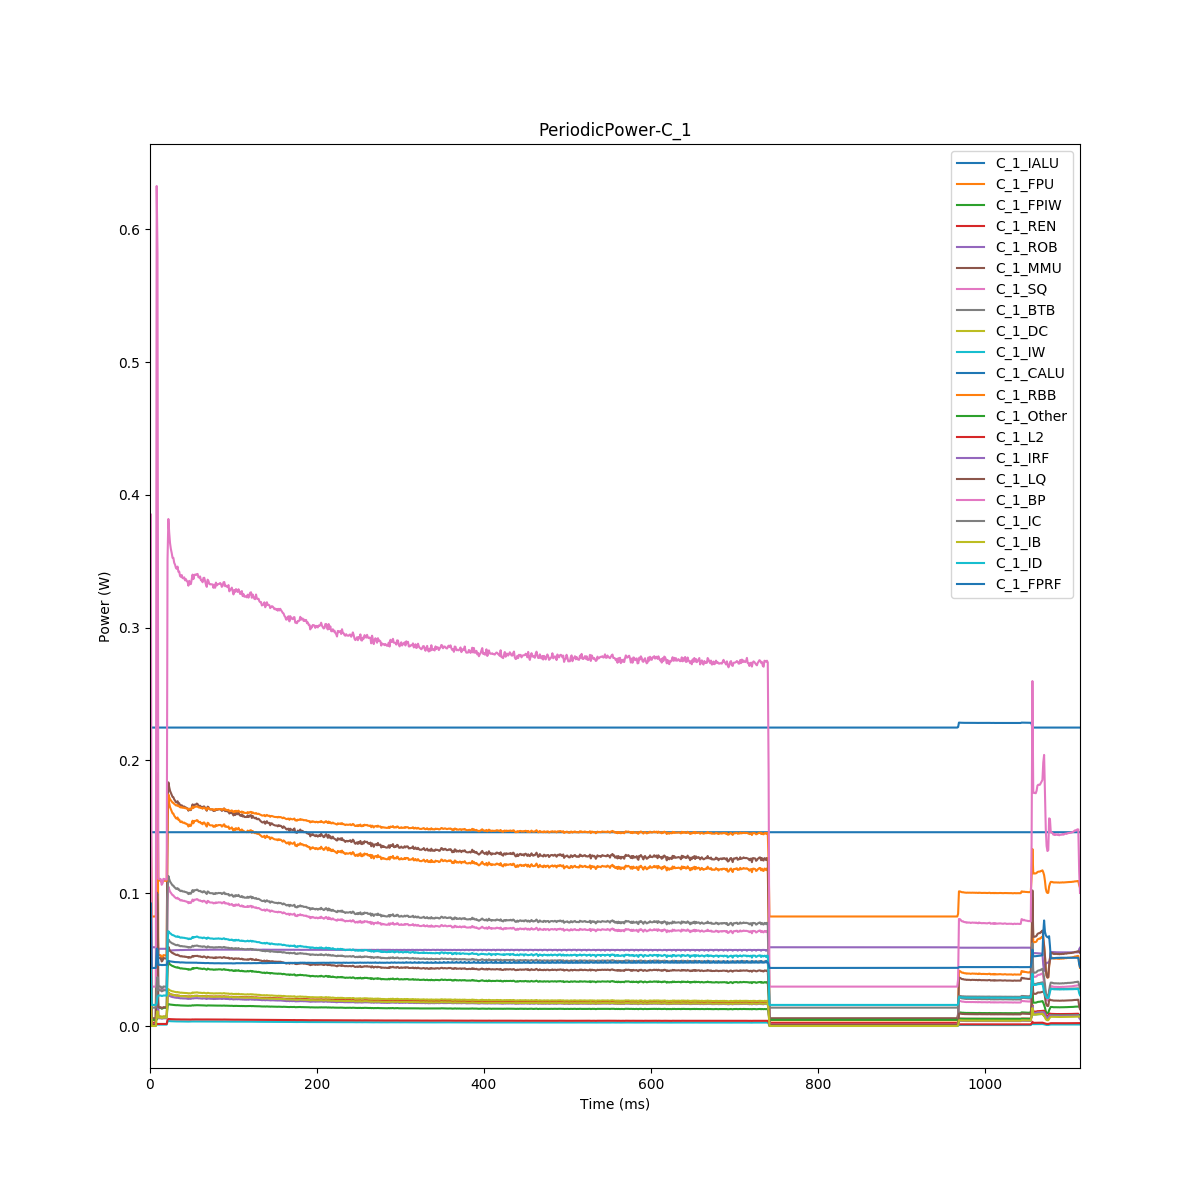 PeriodicPower-C_1
C_1_IALU
C_1_FPU
C_1_FPIW
C_1_REN
C_1_ROB
C_1_MMU
C_1_SQ
C_1_BTB
C_1_DC
C_1_IW
C_1_CALU
C_1_RBB
C_1_Other
C_1_L2
C_1_IRF
C_1_LQ
C_1_BP
C_1_IC
C_1_IB
C_1_ID
C_1_FPRF
Power (W)
0.6
0.5
0.4
0.3
0.2
0.1
0.0
0 200 400 600 800 1000
Time (ms)